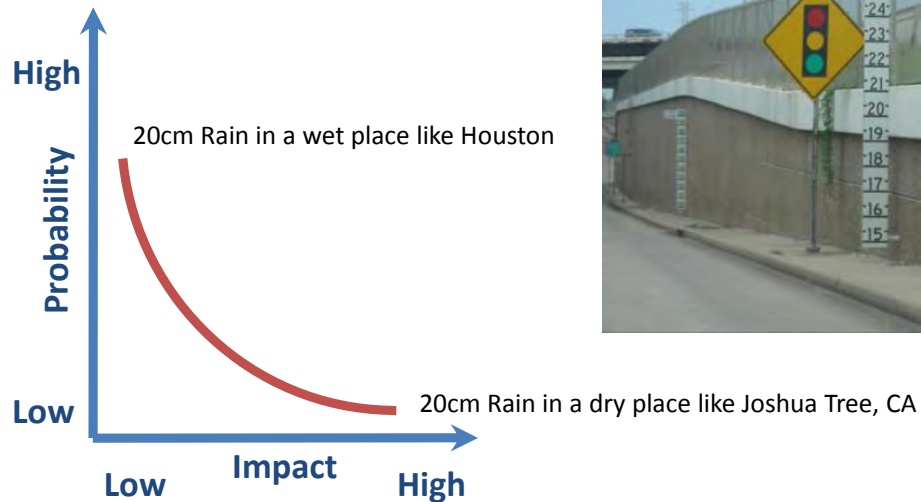 High
20cm Rain in a wet place like Houston
Probability
Low
20cm Rain in a dry place like Joshua Tree, CA
Low
Impact
High
24
23
22
21
20
19
18
17
16
15